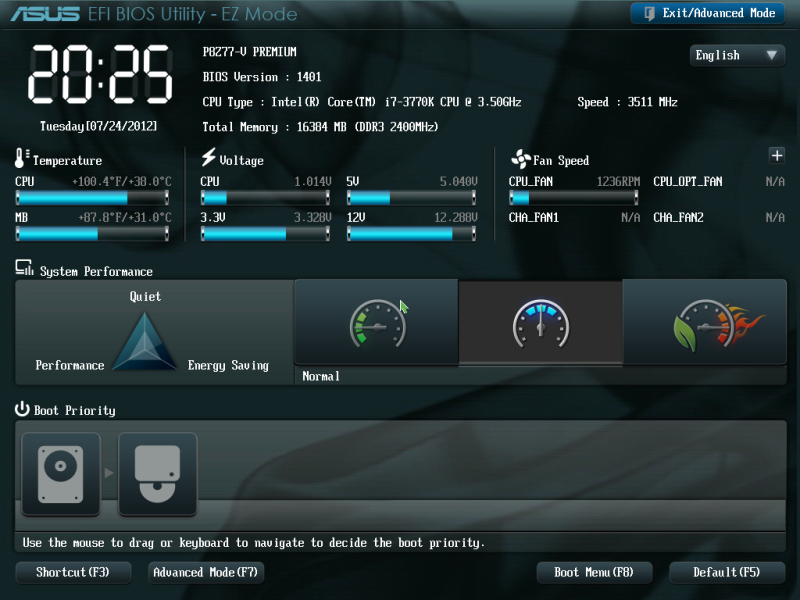 ASUS EFI BIOS Utility - EZ Mode
Exit/Advanced Mode
20:25
Tuesday[07/24/2012]
P8Z77-V PREMIUM
BIOS Version : 1401
CPU Type : Intel(R) Core(TM) i7-3770K CPU @ 3.50GHz
Speed : 3511 MHz
Total Memory : 16384 MB (DDR3 2400MHz)
English
Temperature
CPU +100.4°F/+38.0°C
MB +87.8°F/+31.0°C
Voltage
CPU 1.014V 5V 5.040V
3.3V 3.328V 12V 12.288V
Fan Speed
CPU_FAN 1236RPM CPU_OPT_FAN N/A
CHA_FAN1 N/A CHA_FAN2 N/A
System Performance
Quiet
Performance
Energy Saving
Normal
Boot Priority
Use the mouse to drag or keyboard to navigate to decide the boot priority.
Shortcut(F3)
Advanced Mode(F7)
Boot Menu(F8)
Default(F5)